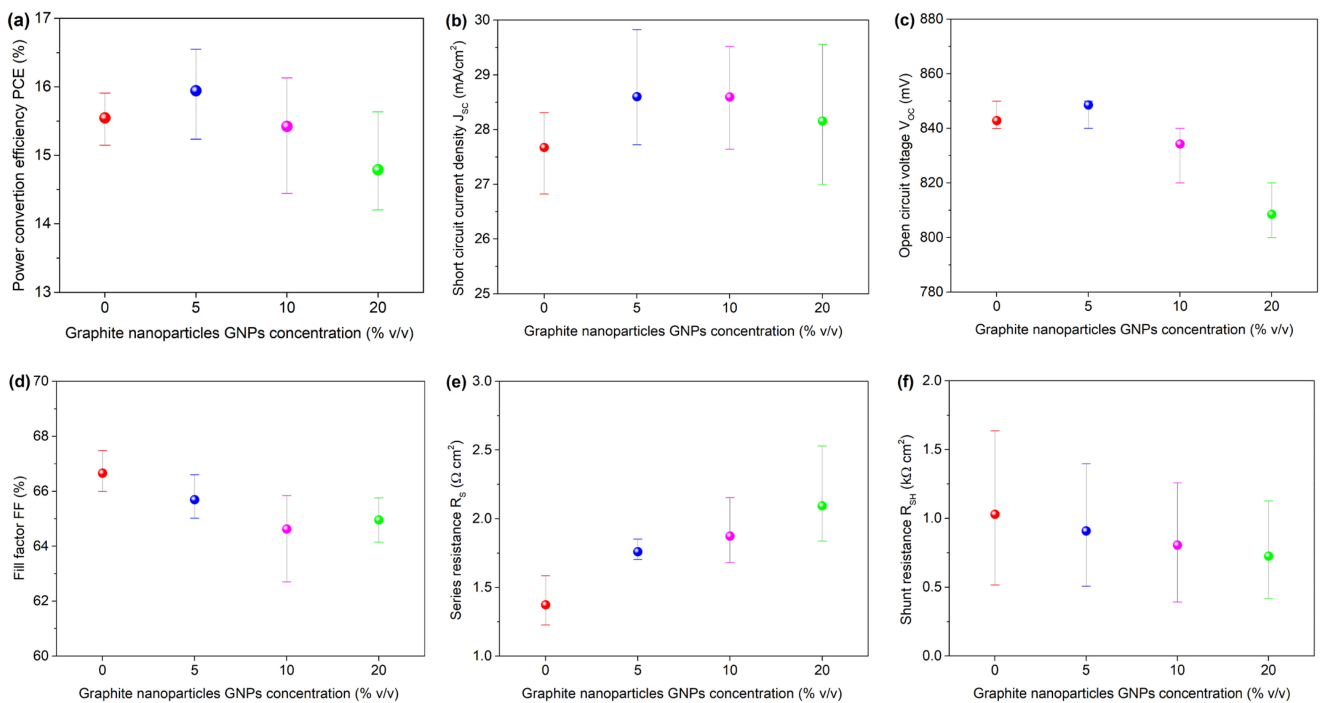 (a)
Power convertion efficiency PCE (%)
17
16
15
14
13
0 5 10 20
Graphite nanoparticles GNPs concentration (% v/v)
(b)
Short circuit current density J_SC (mA/cm²)
30
29
28
27
26
25
0 5 10 20
Graphite nanoparticles GNPs concentration (% v/v)
(c)
Open circuit voltage V_OC (mV)
880
860
840
820
800
780
0 5 10 20
Graphite nanoparticles GNPs concentration (% v/v)
(d)
Fill factor FF (%)
70
68
66
64
62
60
0 5 10 20
Graphite nanoparticles GNPs concentration (% v/v)
(e)
Series resistance R_S (Ω cm²)
3.0
2.5
2.0
1.5
1.0
0 5 10 20
Graphite nanoparticles GNPs concentration (% v/v)
(f)
Shunt resistance R_SH (kΩ cm²)
2.0
1.5
1.0
0.5
0.0
0 5 10 20
Graphite nanoparticles GNPs concentration (% v/v)